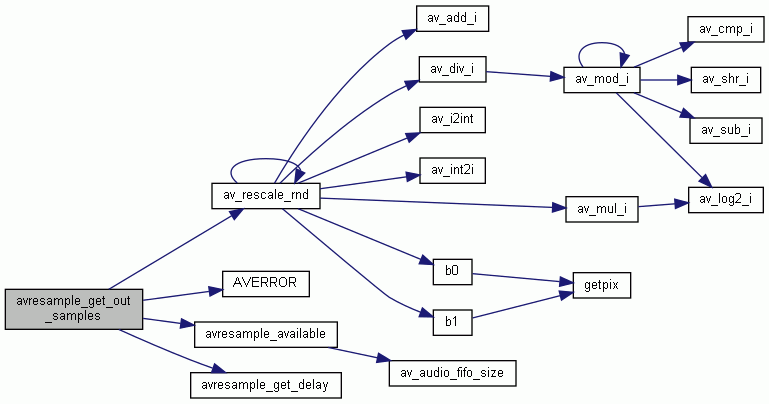 av_add_i
av_cmp_i
av_div_i
av_mod_i
av_shr_i
av_i2int
av_sub_i
av_int2i
av_rescale_rnd
av_mul_i
av_log2_i
b0
getpix
AVERROR
avresample_get_out
_samples
b1
avresample_available
av_audio_fifo_size
avresample_get_delay